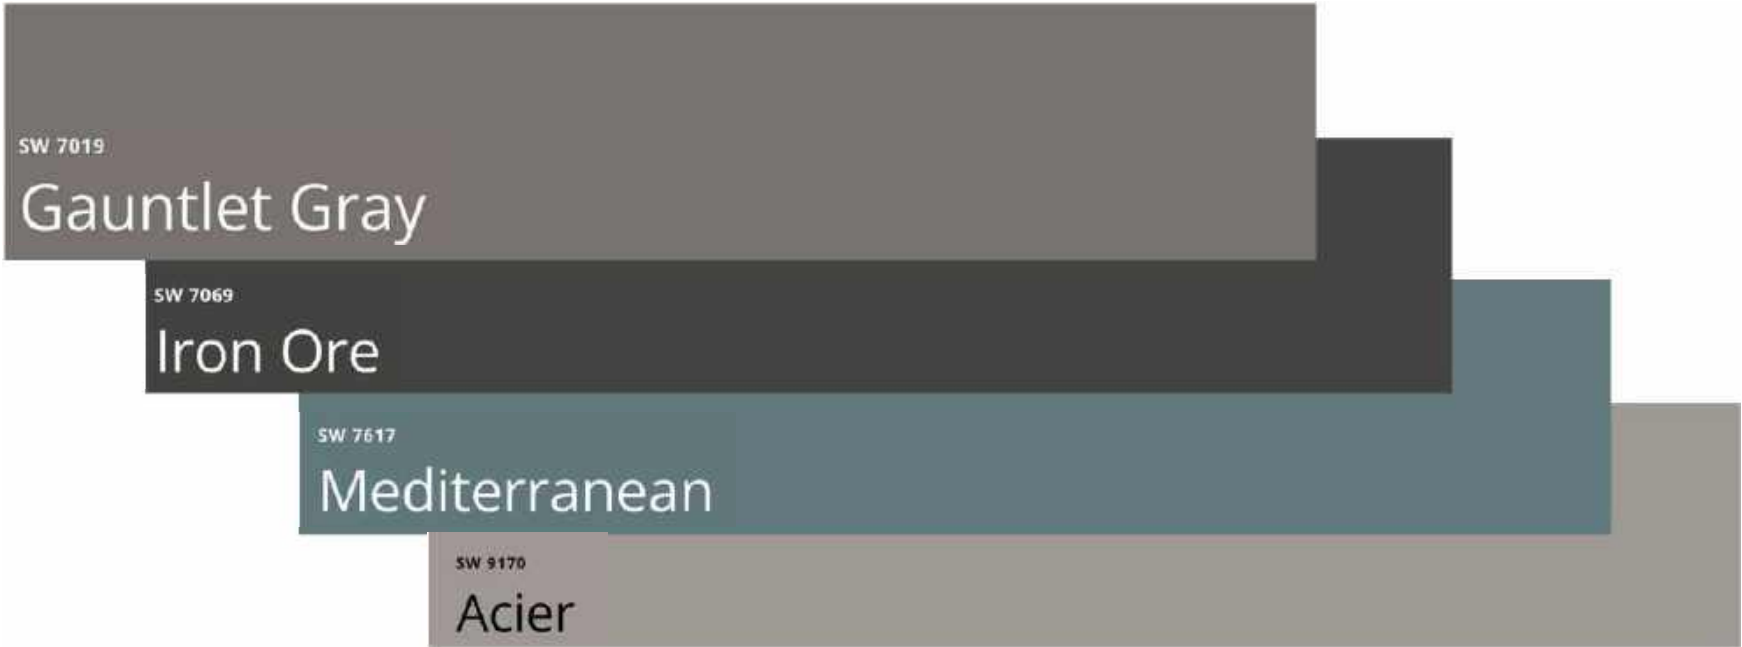 SW 7019
Gauntlet Gray
SW 7069
Iron Ore
SW 7617
Mediterranean
SW 9170
Acier